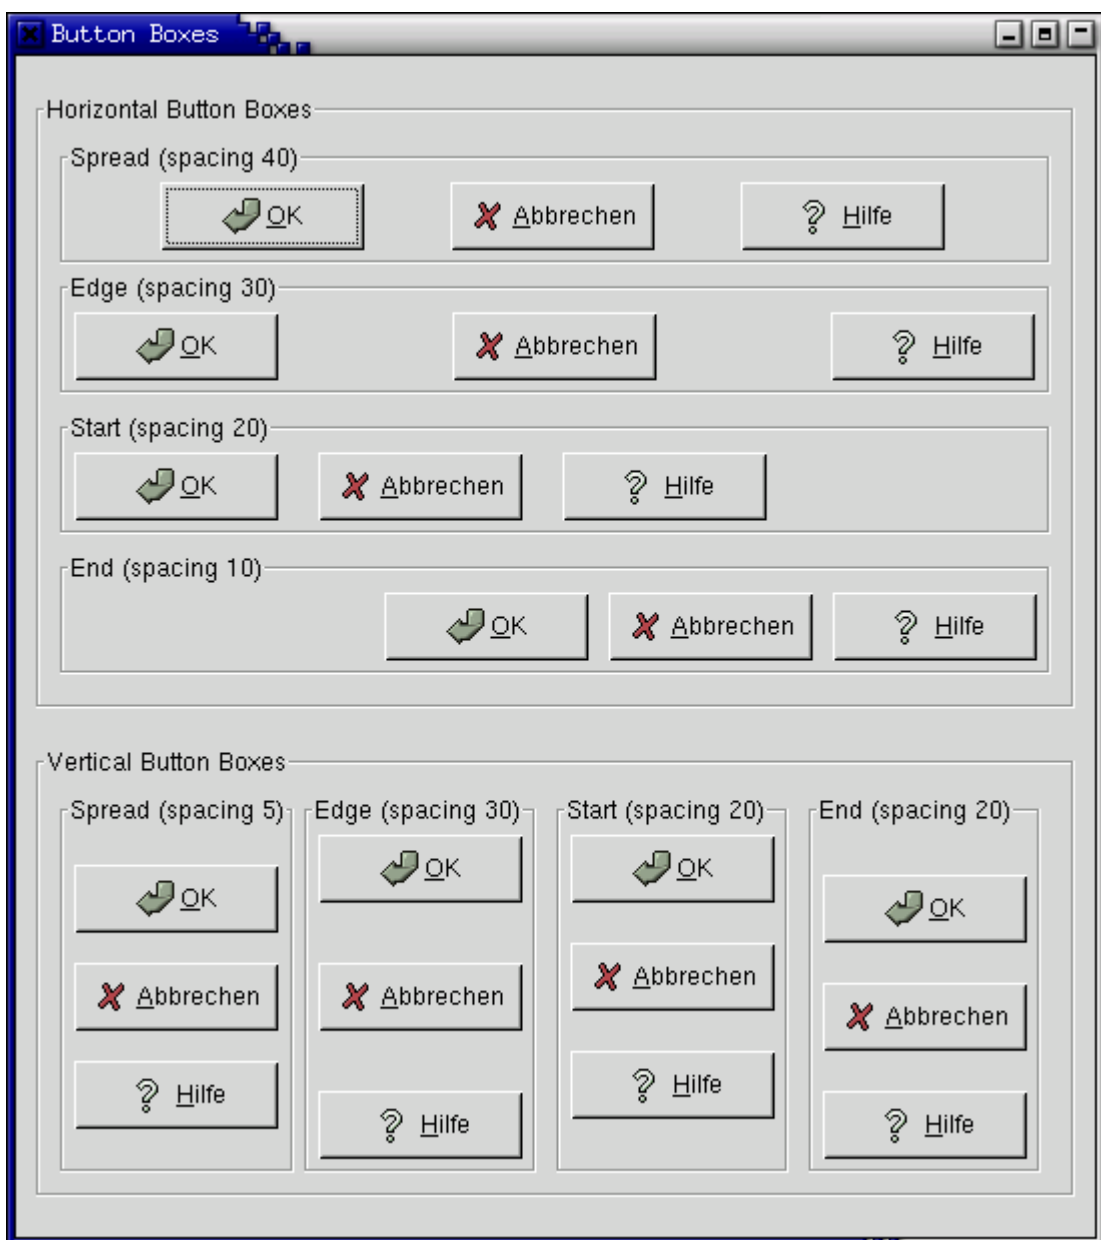 Button Boxes
Horizontal Button Boxes
Spread (spacing 40)
OK Abbrechen Hilfe
Edge (spacing 30)
OK Abbrechen Hilfe
Start (spacing 20)
OK Abbrechen Hilfe
End (spacing 10)
OK Abbrechen Hilfe
Vertical Button Boxes
Spread (spacing 5)
OK
Abbrechen
Hilfe
Edge (spacing 30)
OK
Abbrechen
Hilfe
Start (spacing 20)
OK
Abbrechen
Hilfe
End (spacing 20)
OK
Abbrechen
Hilfe